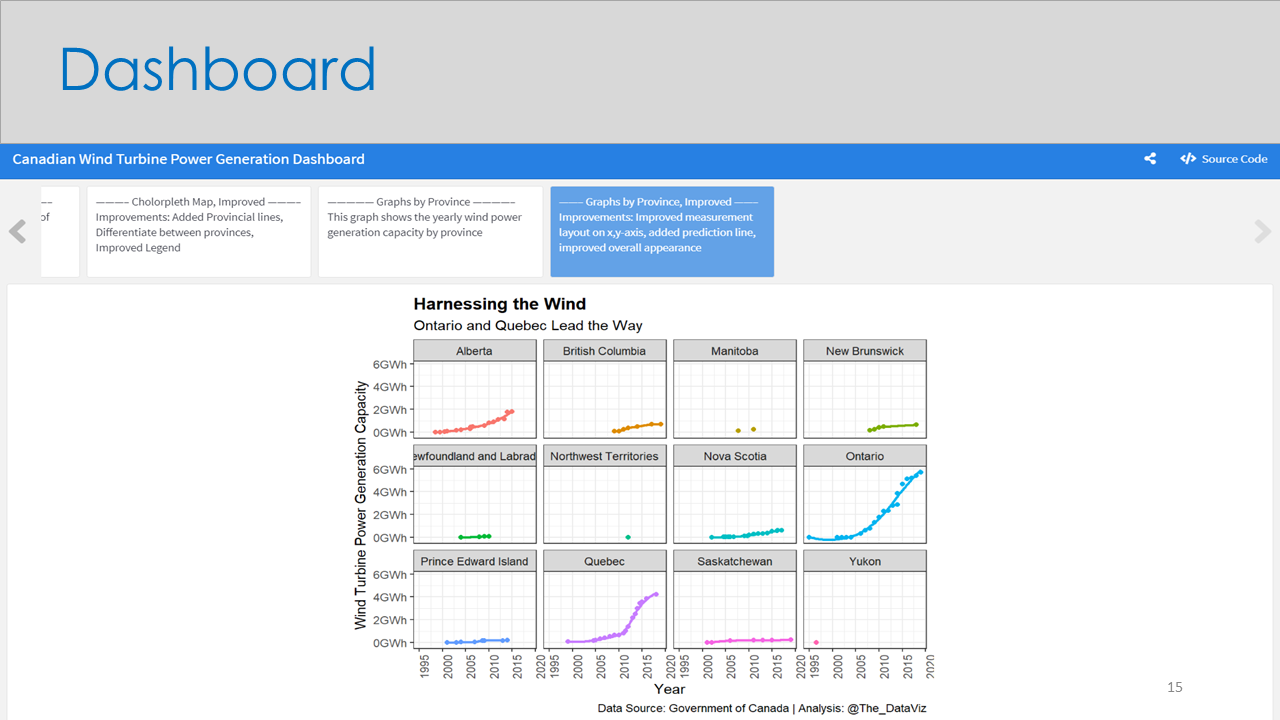 Dashboard
Canadian Wind Turbine Power Generation Dashboard
Source Code
of
———– Cholorpleth Map, Improved ———–
Improvements: Added Provincial lines,
Differentiate between provinces,
Improved Legend
————— Graphs by Province ————–
This graph shows the yearly wind power
generation capacity by province
——–– Graphs by Province, Improved ——–
Improvements: Improved measurement
layout on x,y-axis, added prediction line,
improved overall appearance
Harnessing the Wind
Ontario and Quebec Lead the Way
Wind Turbine Power Generation Capacity
Alberta
British Columbia
Manitoba
New Brunswick
6GWh
4GWh
2GWh
0GWh
ewfoundland and Labrad
Northwest Territories
Nova Scotia
Ontario
6GWh
4GWh
2GWh
0GWh
Prince Edward Island
Quebec
Saskatchewan
Yukon
6GWh
4GWh
2GWh
0GWh
1995 2000 2005 2010 2015 2020 1995 2000 2005 2010 2015 2020 1995 2000 2005 2010 2015 2020 1995 2000 2005 2010 2015 2020
Year
Data Source: Government of Canada | Analysis: @The_DataViz
15